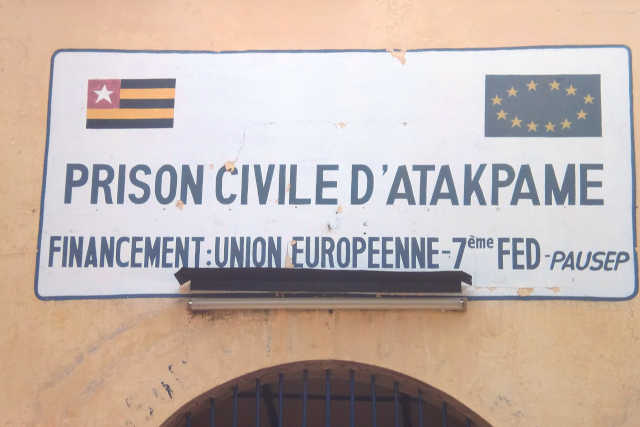 PRISON CIVILE D'ATAKPAME
FINANCEMENT : UNION EUROPEENNE - 7ème FED - PAUSEP